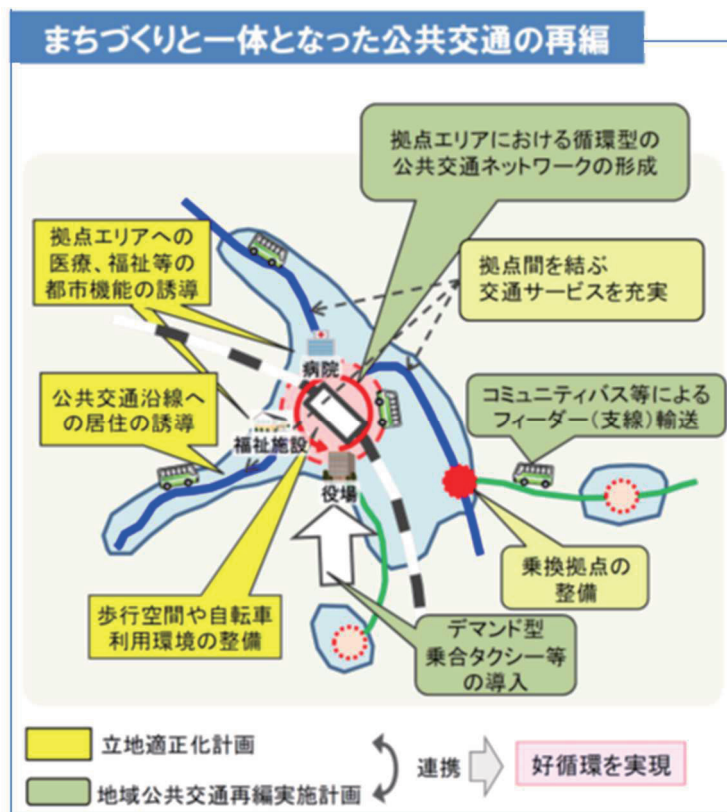 まちづくりと一体となった公共交通の再編
拠点エリアにおける循環型の
公共交通ネットワークの形成
拠点エリアへの
医療、福祉等の
都市機能の誘導
拠点間を結ぶ
交通サービスを充実
病院
公共交通沿線へ
の居住の誘導
コミュニティバス等による
フィーダー(支線)輸送
福祉施設
役場
乗換拠点の
整備
歩行空間や自転車
利用環境の整備
デマンド型
乗合タクシー等
の導入
立地適正化計画
地域公共交通再編実施計画
連携
好循環を実現